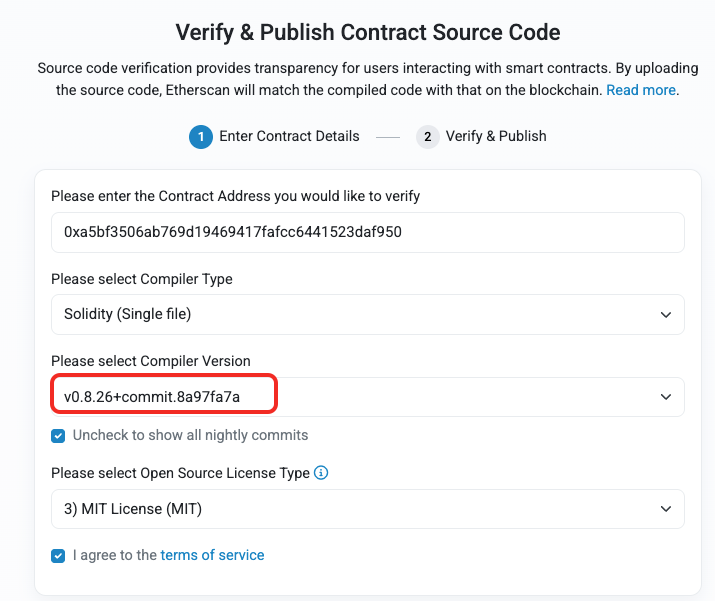 Verify & Publish Contract Source Code
Source code verification provides transparency for users interacting with smart contracts. By uploading
the source code, Etherscan will match the compiled code with that on the blockchain. Read more.
1 Enter Contract Details 2 Verify & Publish
Please enter the Contract Address you would like to verify
0xa5bf3506ab769d19469417fafcc6441523daf950
Please select Compiler Type
Solidity (Single file)
Please select Compiler Version
v0.8.26+commit.8a97fa7a
Uncheck to show all nightly commits
Please select Open Source License Type
3) MIT License (MIT)
I agree to the terms of service